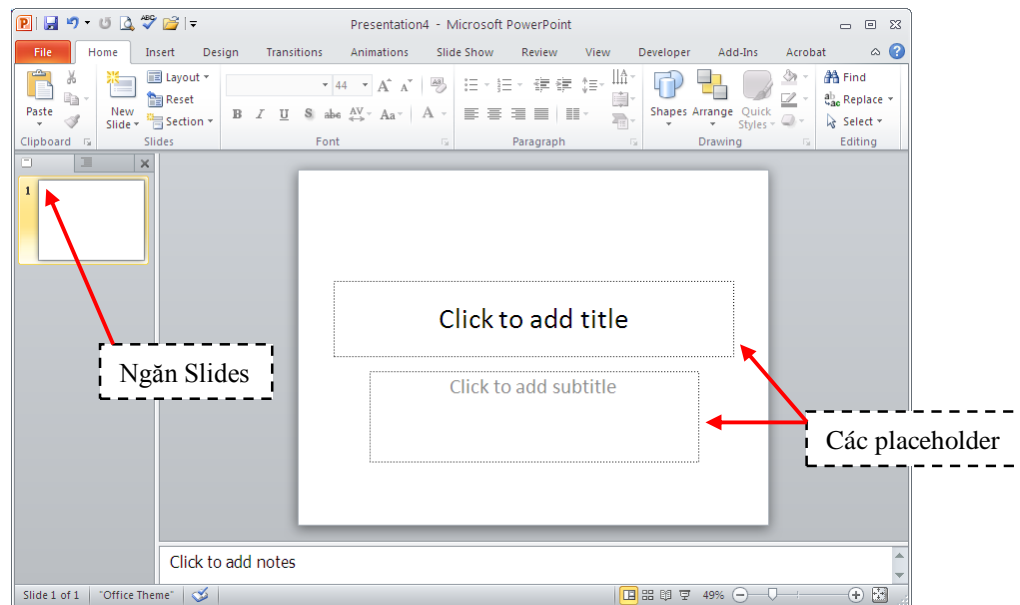 Presentation4 - Microsoft PowerPoint
File Home Insert Design Transitions Animations Slide Show Review View Developer Add-Ins Acrobat
Paste
New Slide
Layout
Reset
Section
44
B I U S abc AV Aa A
Shapes Arrange Quick Styles
Find
Replace
Select
Clipboard Slides Font Paragraph Drawing Editing
1
Click to add title
Ngăn Slides
Click to add subtitle
Các placeholder
Click to add notes
Slide 1 of 1 "Office Theme" 49%